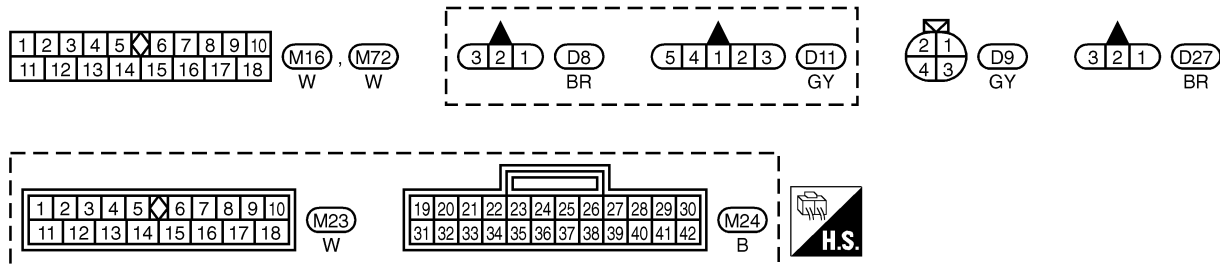 1 2 3 4 5 6 7 8 9 10
11 12 13 14 15 16 17 18
M16 , M72
W W
3 2 1 D8
BR
5 4 1 2 3 D11
GY
2 1
4 3
D9
GY
3 2 1 D27
BR
1 2 3 4 5 6 7 8 9 10
11 12 13 14 15 16 17 18
M23
W
19 20 21 22 23 24 25 26 27 28 29 30
31 32 33 34 35 36 37 38 39 40 41 42
M24
B
H.S.